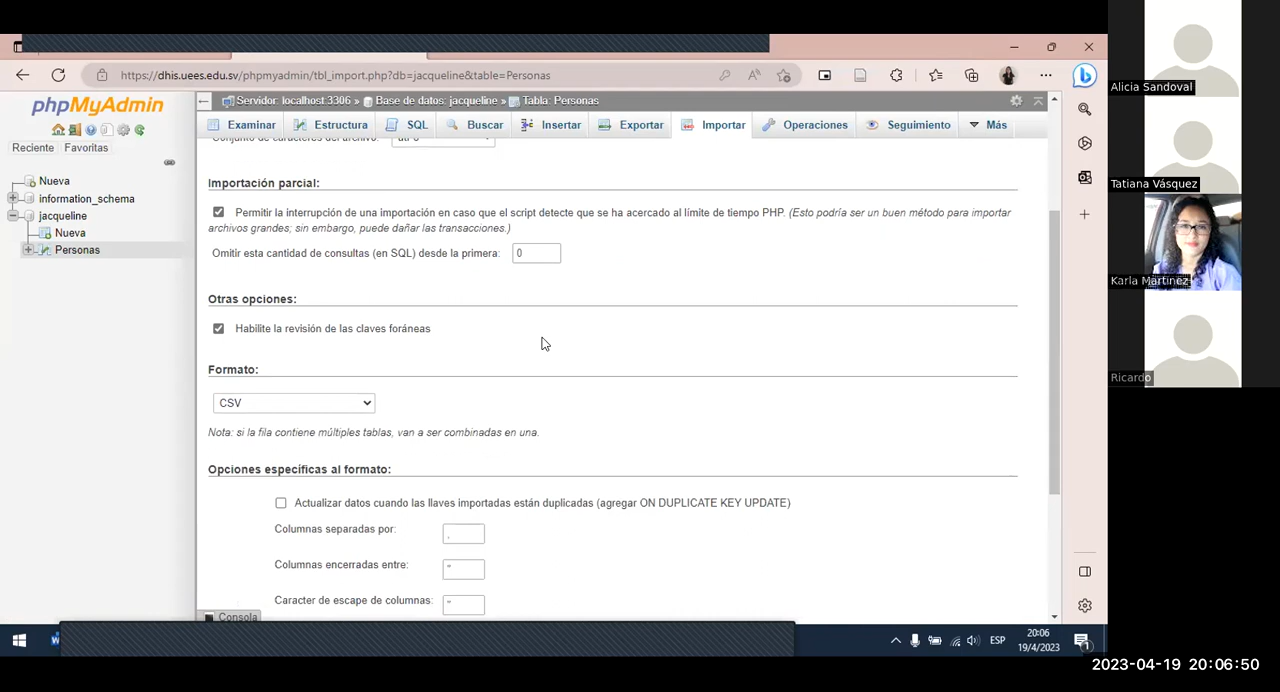 https://dhis.uees.edu.sv/phpmyadmin/tbl_import.php?db=jacqueline&table=Personas
phpMyAdmin
Reciente Favoritas
Nueva
information_schema
jacqueline
Nueva
Personas
Servidor: localhost:3306 » Base de datos: jacqueline » Tabla: Personas
Examinar Estructura SQL Buscar Insertar Exportar Importar Operaciones Seguimiento Más
Conjunto de caracteres del archivo:
Importación parcial:
Permitir la interrupción de una importación en caso que el script detecte que se ha acercado al límite de tiempo PHP. (Esto podría ser un buen método para importar
archivos grandes; sin embargo, puede dañar las transacciones.)
Omitir esta cantidad de consultas (en SQL) desde la primera: 0
Otras opciones:
Habilite la revisión de las claves foráneas
Formato:
CSV
Nota: si la fila contiene múltiples tablas, van a ser combinadas en una.
Opciones específicas al formato:
Actualizar datos cuando las llaves importadas están duplicadas (agregar ON DUPLICATE KEY UPDATE)
Columnas separadas por: ,
Columnas encerradas entre: "
Caracter de escape de columnas: "
Consola
ESP
20:06
19/4/2023
1
Alicia Sandoval
Tatiana Vásquez
Karla Martinez
Ricardo
2023-04-19 20:06:50